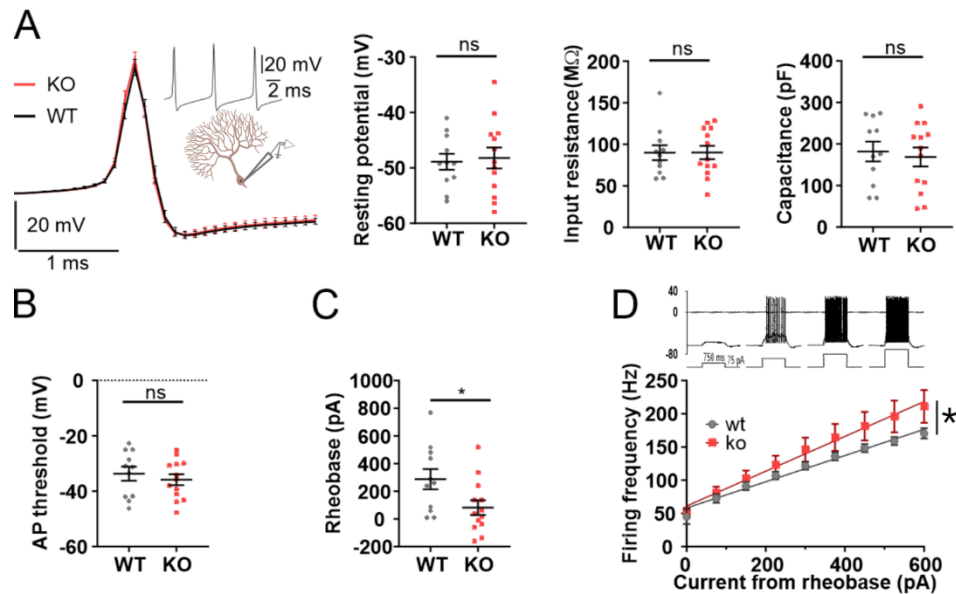 A
KO
WT
20 mV
2 ms
20 mV
1 ms
Resting potential (mV)
-30
-40
-50
-60
ns
WT KO
Input resistance (MΩ)
200
150
100
50
0
ns
WT KO
Capacitance (pF)
400
300
200
100
0
ns
WT KO
B
AP threshold (mV)
0
-20
-40
-60
ns
WT KO
C
Rheobase (pA)
1000
800
600
400
200
0
-200
*
WT KO
D
40
0
-80
750 ms 75 pA
Firing frequency (Hz)
250
200
150
100
50
0
wt
ko
*
0 150 300 450 600
Current from rheobase (pA)